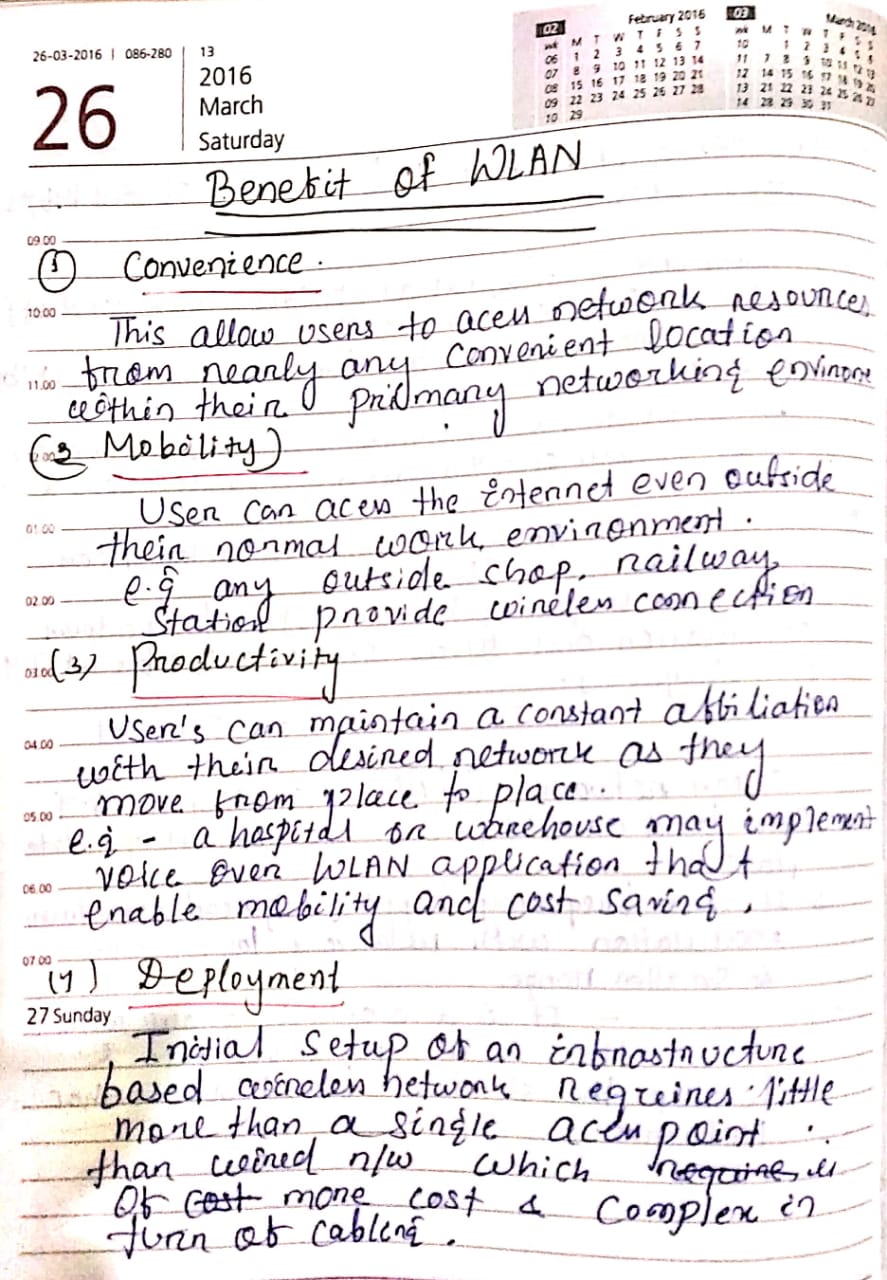 26-03-2016 | 086-280
26
13
2016
March
Saturday
02 February 2016
wk M T W T F S S
06 1 2 3 4 5 6 7
07 8 9 10 11 12 13 14
08 15 16 17 18 19 20 21
09 22 23 24 25 26 27 28
10 29
03 March 2016
wk M T W T F S S
10 1 2 3 4 5 6
11 7 8 9 10 11 12 13
12 14 15 16 17 18 19 20
13 21 22 23 24 25 26 27
14 28 29 30 31
Benefit of WLAN
09.00
① Convenience.
10.00
This allow users to acess network resources
from nearly any convenient location
11.00
within their primary networking environe
(2 Mobility)
User can acess the internet even outside
01.00
their normal work environment.
e.g any outside shop, railway
02.00
Station provide wireless connection
03.00
(3) Productivity
User's can maintain a constant affiliation
04.00
with their desired network as they
move from place to place.
05.00
e.g - a hospital or warehouse may implement
voice over WLAN application that
06.00
enable mobility and cost saving.
07.00
(4) Deployment
27 Sunday
Initial setup of an infrastructure
based wireless network requires little
more than a single acess point
than wired n/w which require is
of cost more cost & complex in
turn of cabling.